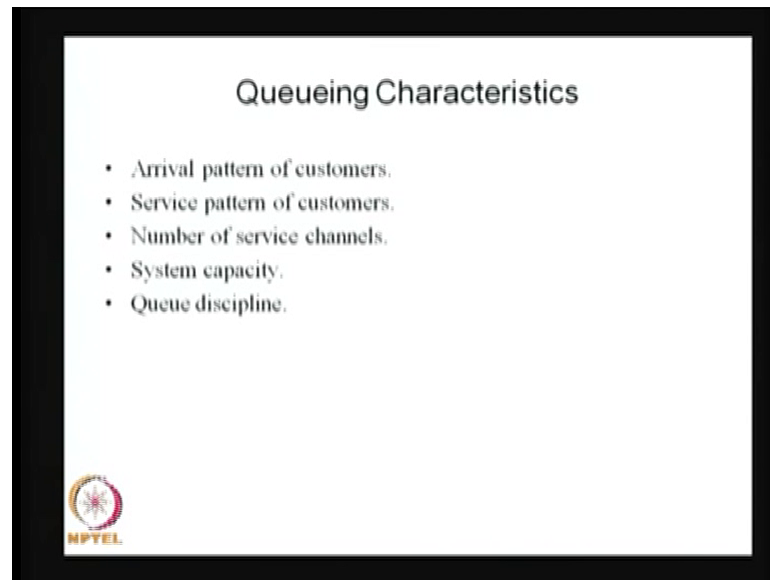 Queueing Characteristics
• Arrival pattern of customers.
• Service pattern of customers.
• Number of service channels.
• System capacity.
• Queue discipline.
NPTEL